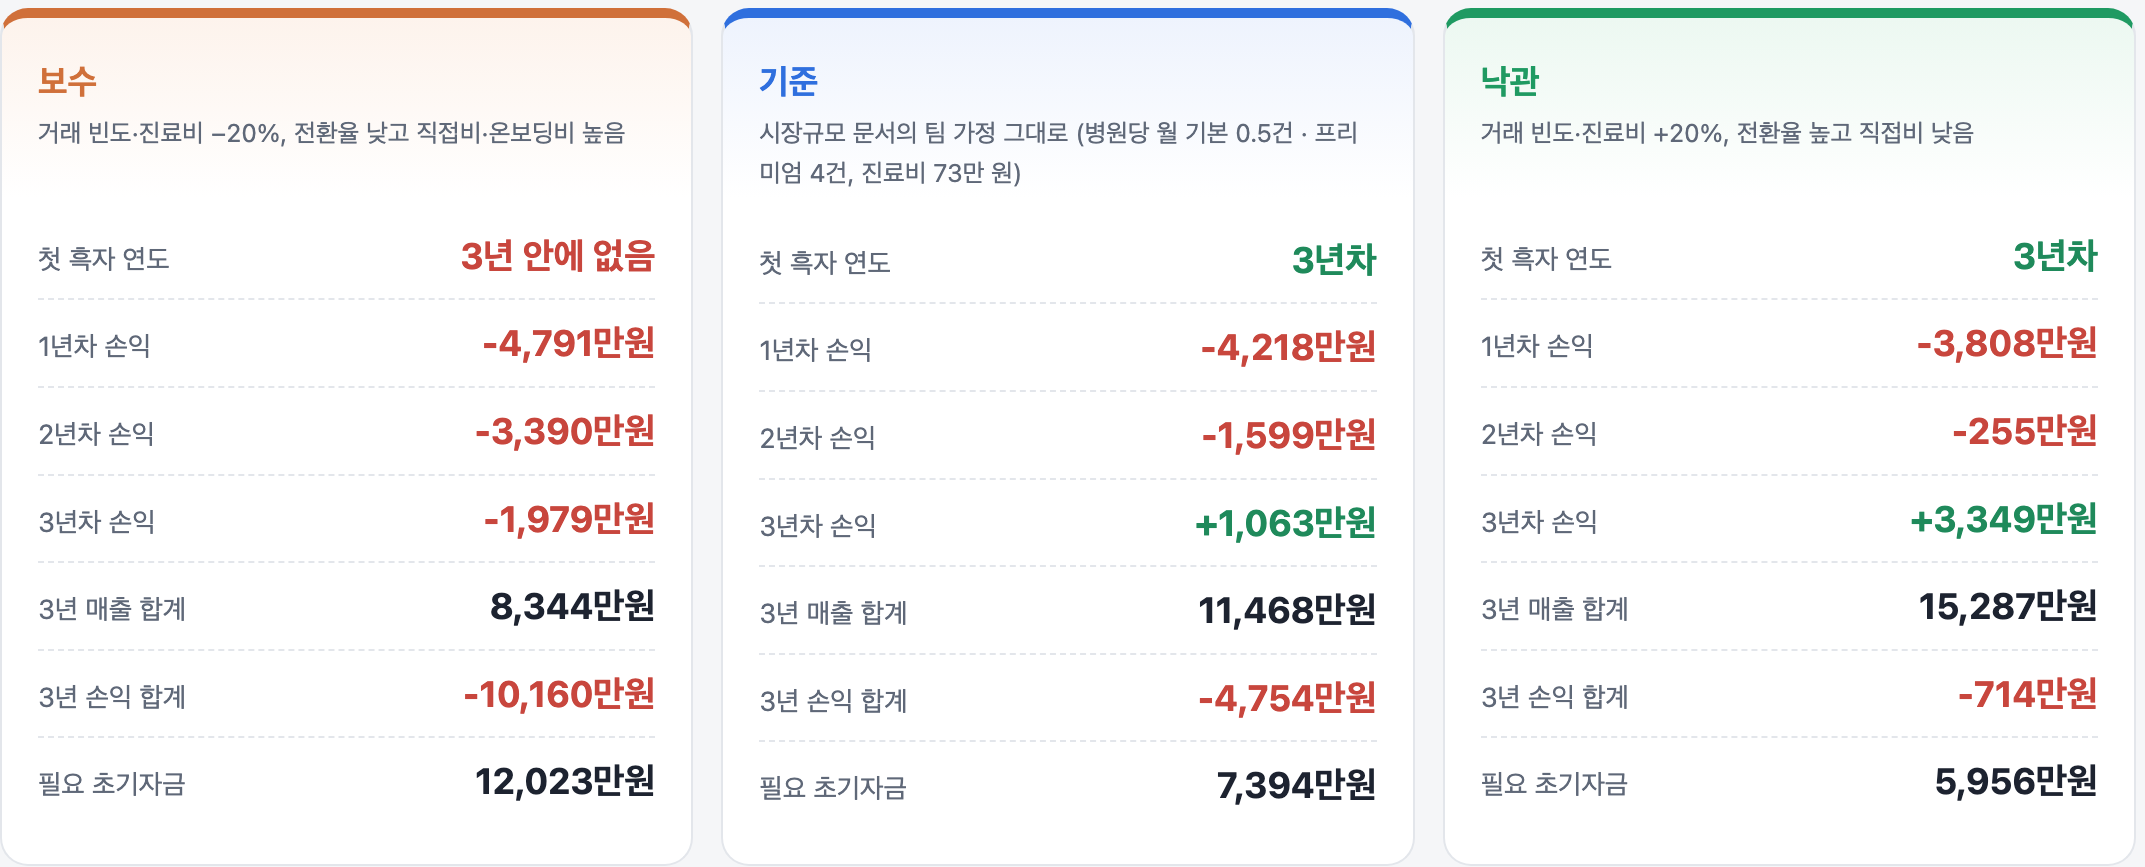 보수
거래 빈도·진료비 –20%, 전환율 낮고 직접비·온보딩비 높음
첫 흑자 연도 3년 안에 없음
1년차 손익 -4,791만원
2년차 손익 -3,390만원
3년차 손익 -1,979만원
3년 매출 합계 8,344만원
3년 손익 합계 -10,160만원
필요 초기자금 12,023만원
기준
시장규모 문서의 팀 가정 그대로 (병원당 월 기본 0.5건 · 프리
미엄 4건, 진료비 73만 원)
첫 흑자 연도 3년차
1년차 손익 -4,218만원
2년차 손익 -1,599만원
3년차 손익 +1,063만원
3년 매출 합계 11,468만원
3년 손익 합계 -4,754만원
필요 초기자금 7,394만원
낙관
거래 빈도·진료비 +20%, 전환율 높고 직접비 낮음
첫 흑자 연도 3년차
1년차 손익 -3,808만원
2년차 손익 -255만원
3년차 손익 +3,349만원
3년 매출 합계 15,287만원
3년 손익 합계 -714만원
필요 초기자금 5,956만원